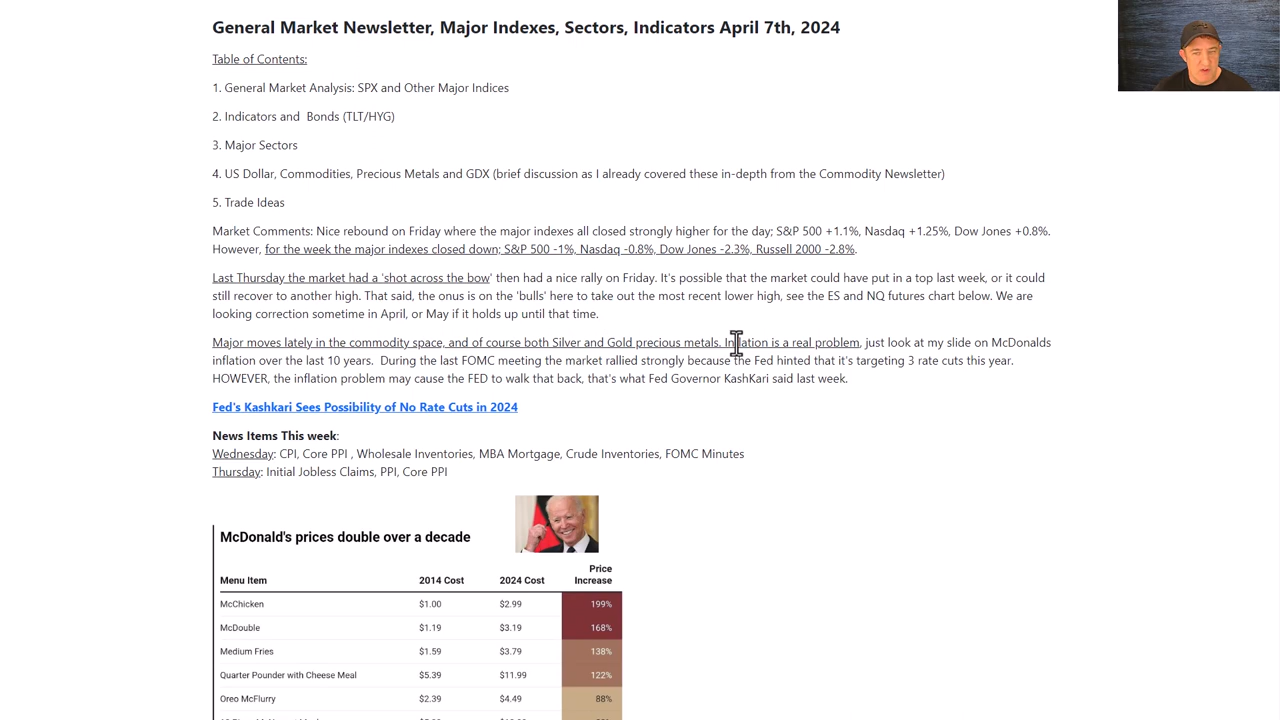 General Market Newsletter, Major Indexes, Sectors, Indicators April 7th, 2024
Table of Contents:
1. General Market Analysis: SPX and Other Major Indices
2. Indicators and  Bonds (TLT/HYG)
3. Major Sectors
4. US Dollar, Commodities, Precious Metals and GDX (brief discussion as I already covered these in-depth from the Commodity Newsletter)
5. Trade Ideas
Market Comments: Nice rebound on Friday where the major indexes all closed strongly higher for the day; S&P 500 +1.1%, Nasdaq +1.25%, Dow Jones +0.8%.
However, for the week the major indexes closed down; S&P 500 -1%, Nasdaq -0.8%, Dow Jones -2.3%, Russell 2000 -2.8%.
Last Thursday the market had a 'shot across the bow' then had a nice rally on Friday. It's possible that the market could have put in a top last week, or it could
still recover to another high. That said, the onus is on the 'bulls' here to take out the most recent lower high, see the ES and NQ futures chart below. We are
looking correction sometime in April, or May if it holds up until that time.
Major moves lately in the commodity space, and of course both Silver and Gold precious metals. Inflation is a real problem, just look at my slide on McDonalds
inflation over the last 10 years.  During the last FOMC meeting the market rallied strongly because the Fed hinted that it's targeting 3 rate cuts this year.
HOWEVER, the inflation problem may cause the FED to walk that back, that's what Fed Governor KashKari said last week.
Fed's Kashkari Sees Possibility of No Rate Cuts in 2024
News Items This week:
Wednesday: CPI, Core PPI , Wholesale Inventories, MBA Mortgage, Crude Inventories, FOMC Minutes
Thursday: Initial Jobless Claims, PPI, Core PPI
McDonald's prices double over a decade
Menu Item 2014 Cost 2024 Cost Price Increase
McChicken $1.00 $2.99 199%
McDouble $1.19 $3.19 168%
Medium Fries $1.59 $3.79 138%
Quarter Pounder with Cheese Meal $5.39 $11.99 122%
Oreo McFlurry $2.39 $4.49 88%